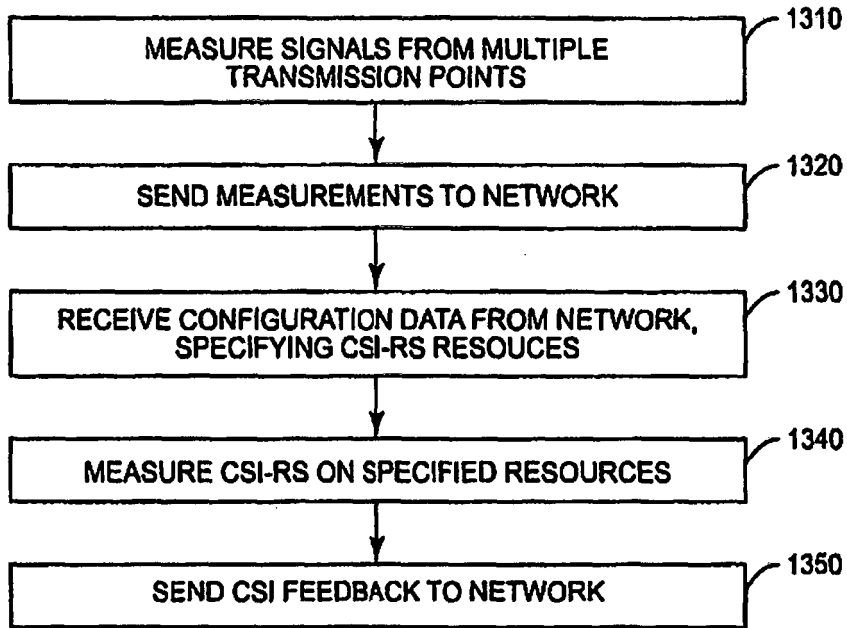 1310
MEASURE SIGNALS FROM MULTIPLE
TRANSMISSION POINTS
1320
SEND MEASUREMENTS TO NETWORK
1330
RECEIVE CONFIGURATION DATA FROM NETWORK,
SPECIFYING CSI-RS RESOUCES
1340
MEASURE CSI-RS ON SPECIFIED RESOURCES
1350
SEND CSI FEEDBACK TO NETWORK